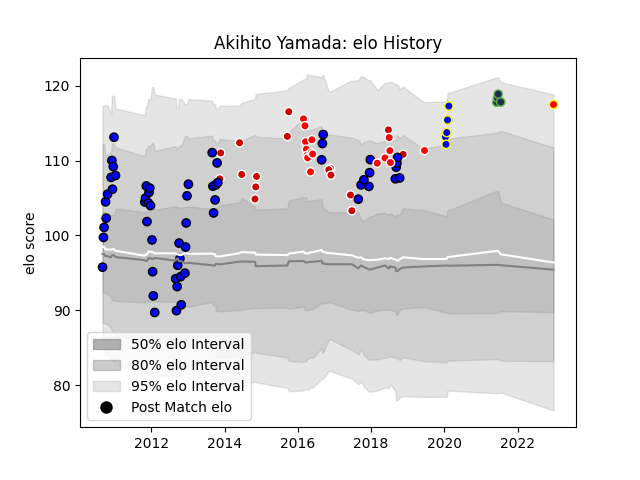 Akihito Yamada: elo History
elo score
120
110
100
90
80
50% elo Interval
80% elo Interval
95% elo Interval
Post Match elo
2012 2014 2016 2018 2020 2022